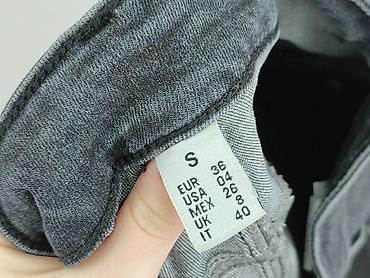 S
EUR 36
USA 04
MEX 26
UK 8
IT 40